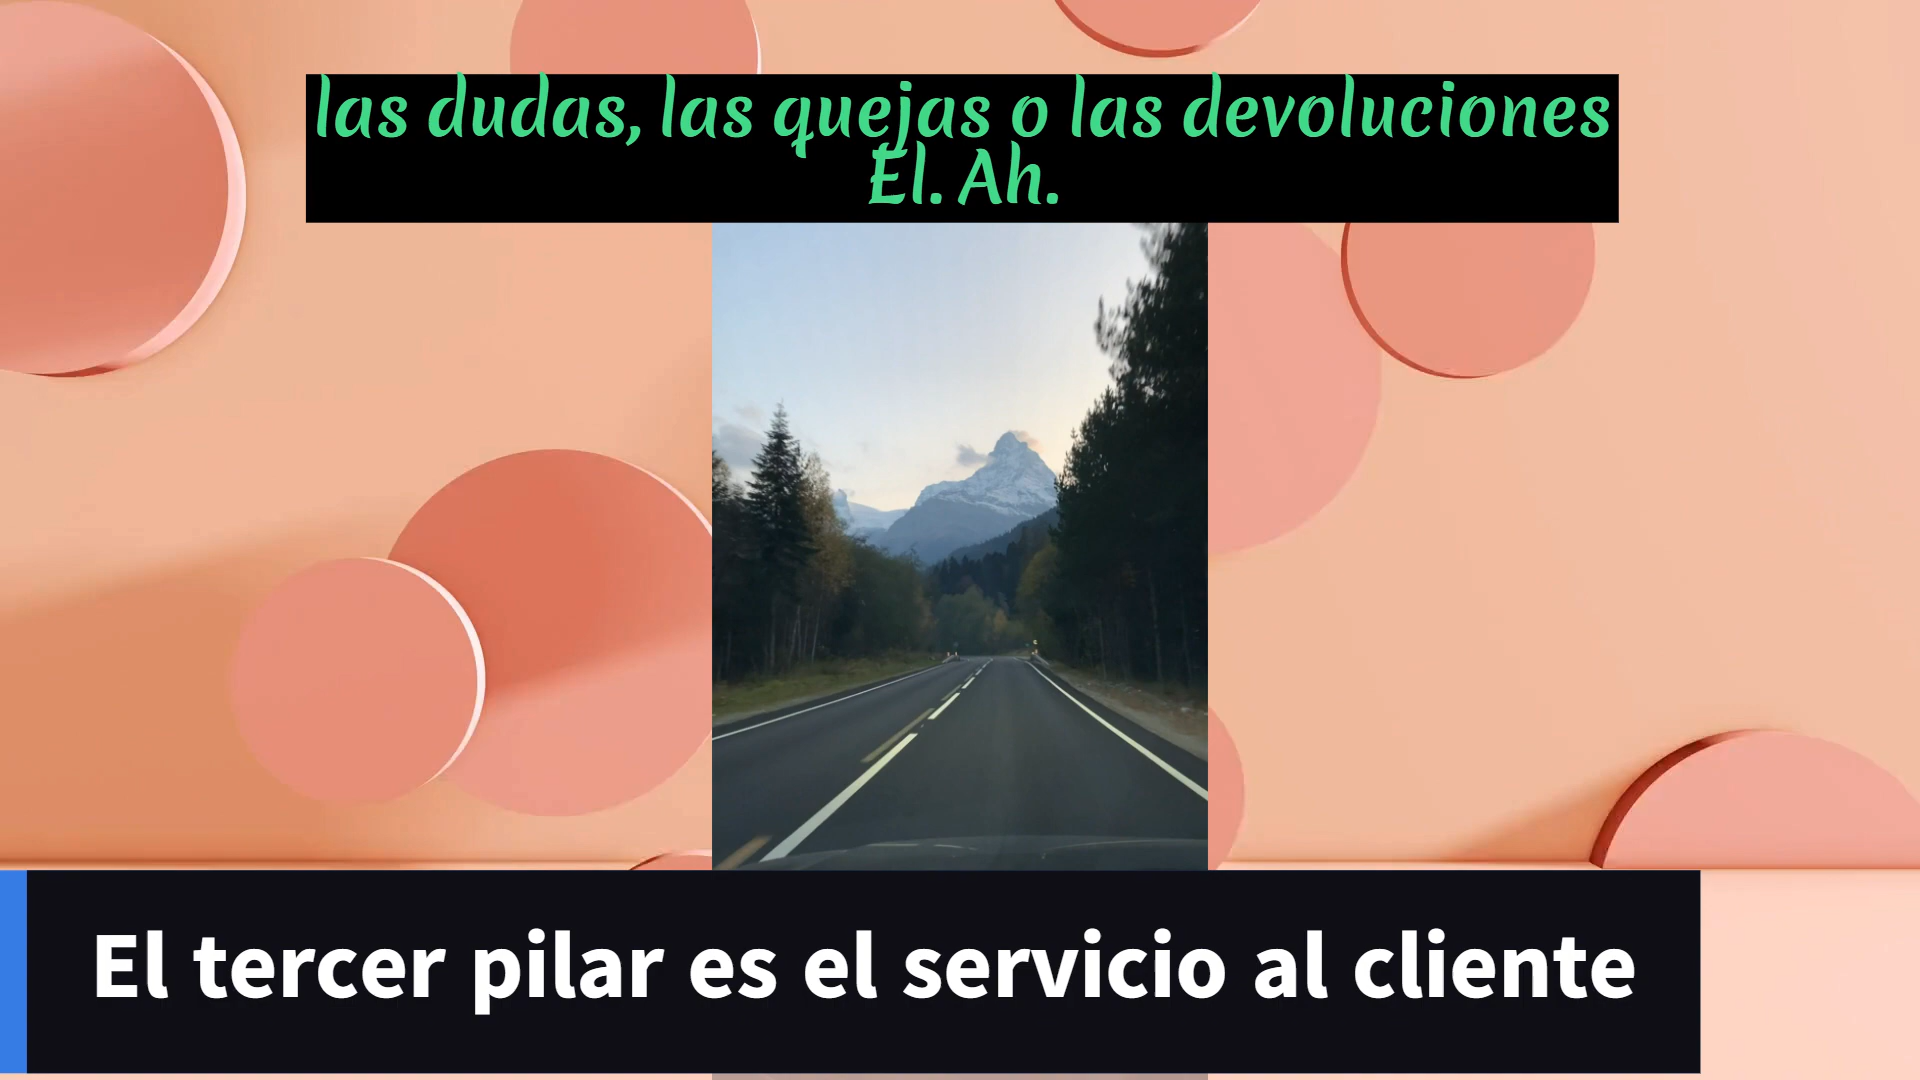 las dudas, las quejas o las devoluciones
El. Ah.
El tercer pilar es el servicio al cliente